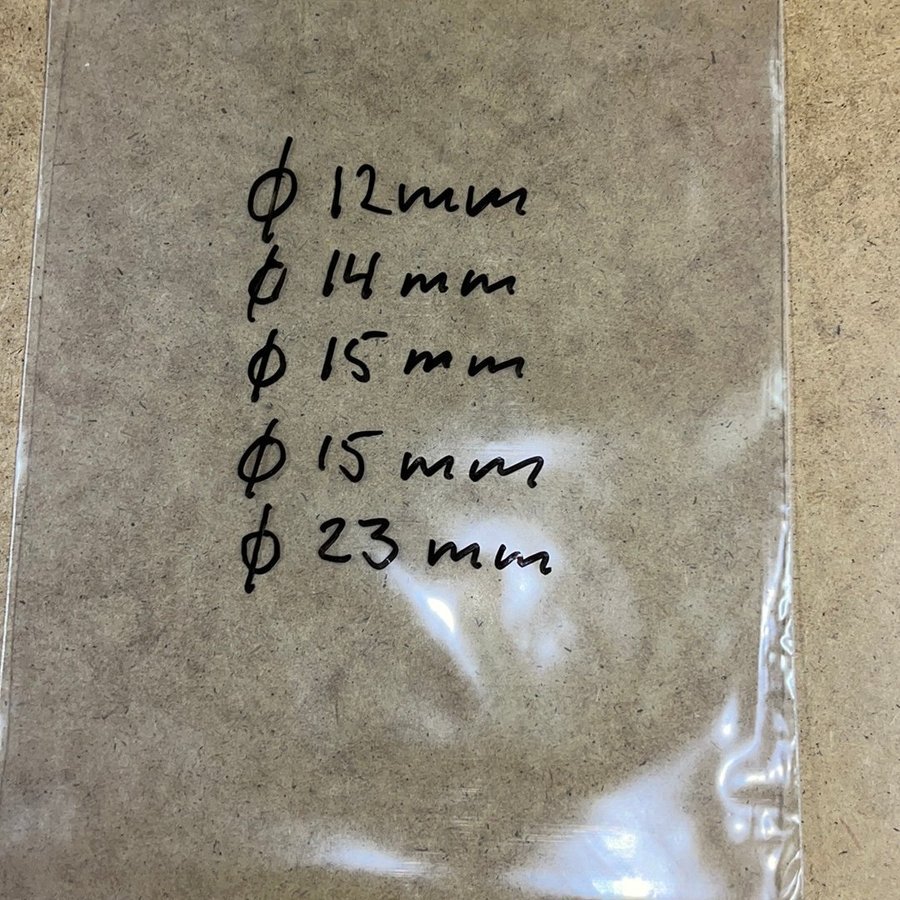 ⌀ 12mm
⌀ 14 mm
⌀ 15 mm
⌀ 15 mm
⌀ 23 mm